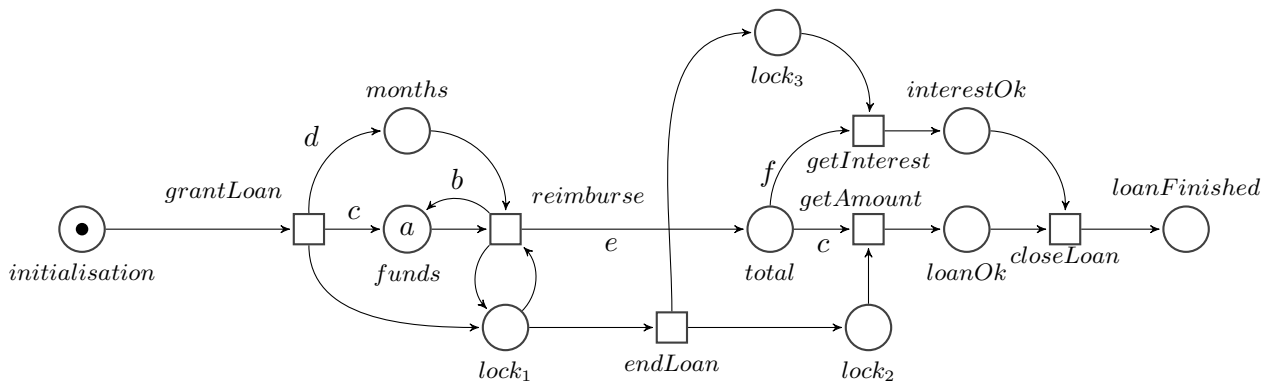 lock₃
months
interestOk
d
getInterest
grantLoan
b
reimburse
f
getAmount
loanFinished
c
a
e
c
initialisation
funds
total
loanOk
closeLoan
lock₁
endLoan
lock₂